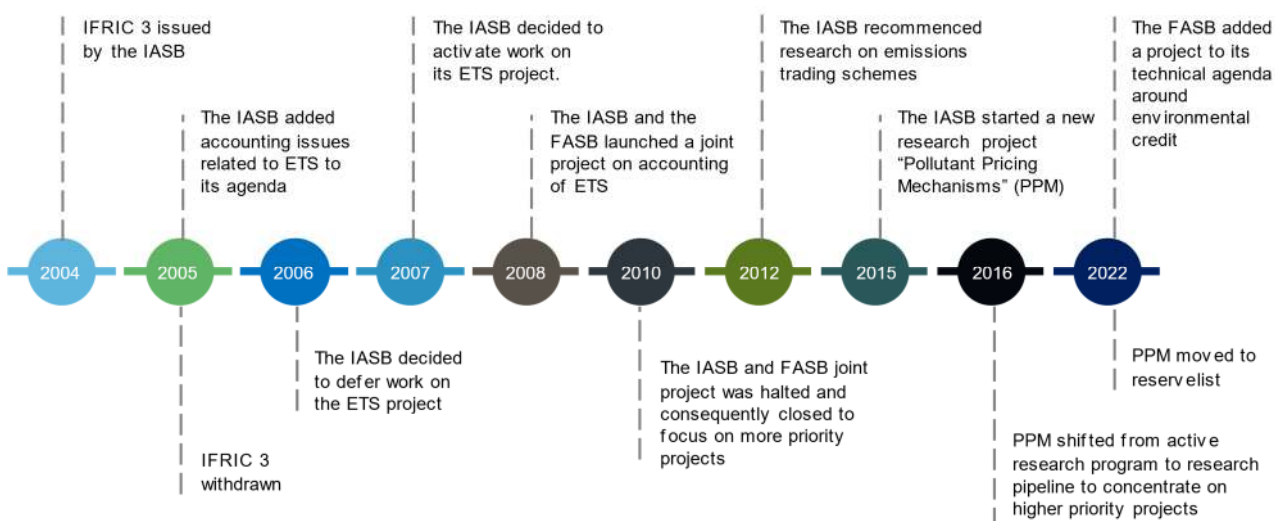 IFRIC 3 issued
by the IASB
The IASB added
accounting issues
related to ETS to
its agenda
The IASB decided to
activate work on
its ETS project.
The IASB and the
FASB launched a joint
project on accounting
of ETS
The IASB recommenced
research on emissions
trading schemes
The IASB started a new
research project
“Pollutant Pricing
Mechanisms” (PPM)
The FASB added
a project to its
technical agenda
around
environmental
credit
2004
2005
2006
2007
2008
2010
2012
2015
2016
2022
IFRIC 3
withdrawn
The IASB decided
to defer work on
the ETS project
The IASB and FASB joint
project was halted and
consequently closed to
focus on more priority
projects
PPM shifted from active
research program to research
pipeline to concentrate on
higher priority projects
PPM moved to
reservelist